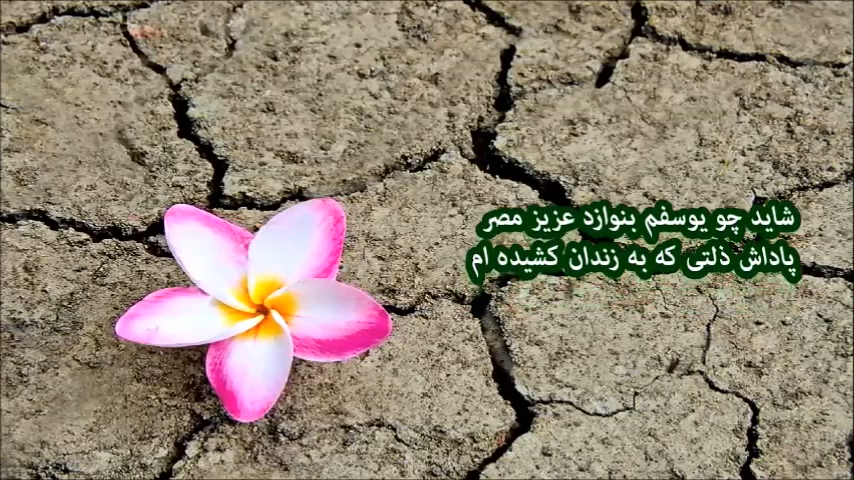 شاید چو یوسفم بنوازد عزیز مصر
پاداش ذلتی که به زندان کشیده ام